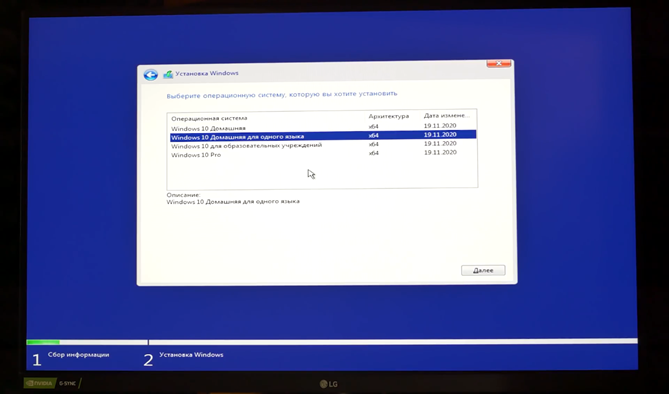 Установка Windows
Выберите операционную систему, которую вы хотите установить
Операционная система Архитектура Дата измене...
Windows 10 Домашняя x64 19.11.2020
Windows 10 Домашняя для одного языка x64 19.11.2020
Windows 10 для образовательных учреждений x64 19.11.2020
Windows 10 Pro x64 19.11.2020
Описание:
Windows 10 Домашняя для одного языка
Далее
1 Сбор информации 2 Установка Windows
NVIDIA G-SYNC LG